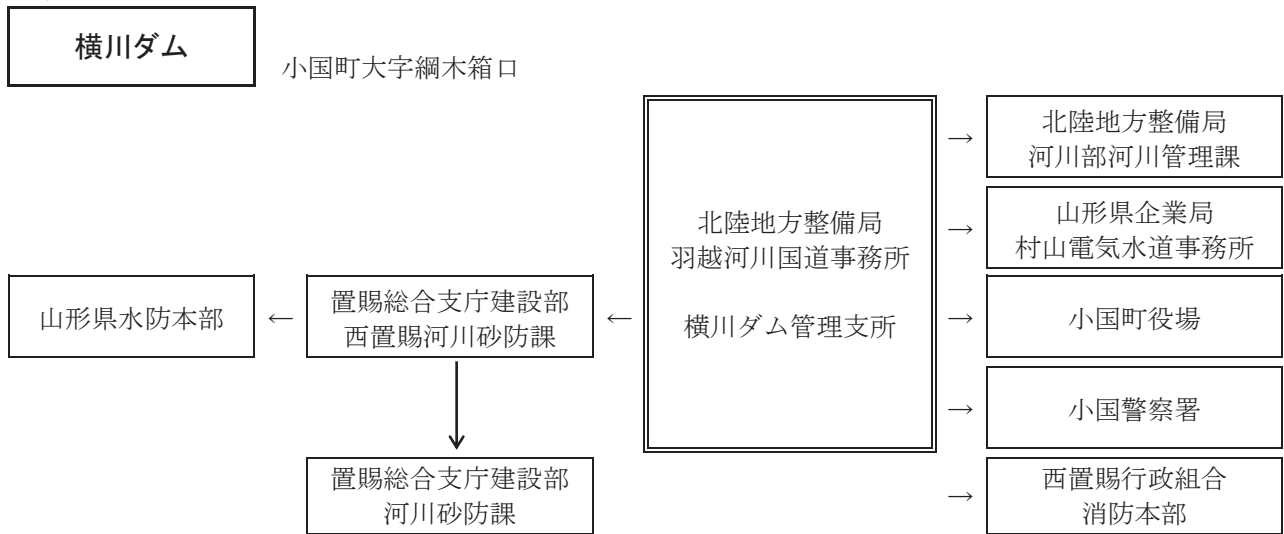 横川ダム
小国町大字綱木箱口
北陸地方整備局
河川部河川管理課
→
山形県企業局
村山電気水道事務所
→
北陸地方整備局
羽越河川国道事務所
横川ダム管理支所
山形県水防本部
←
置賜総合支庁建設部
西置賜河川砂防課
←
→
小国町役場
→
小国警察署
置賜総合支庁建設部
河川砂防課
→
西置賜行政組合
消防本部